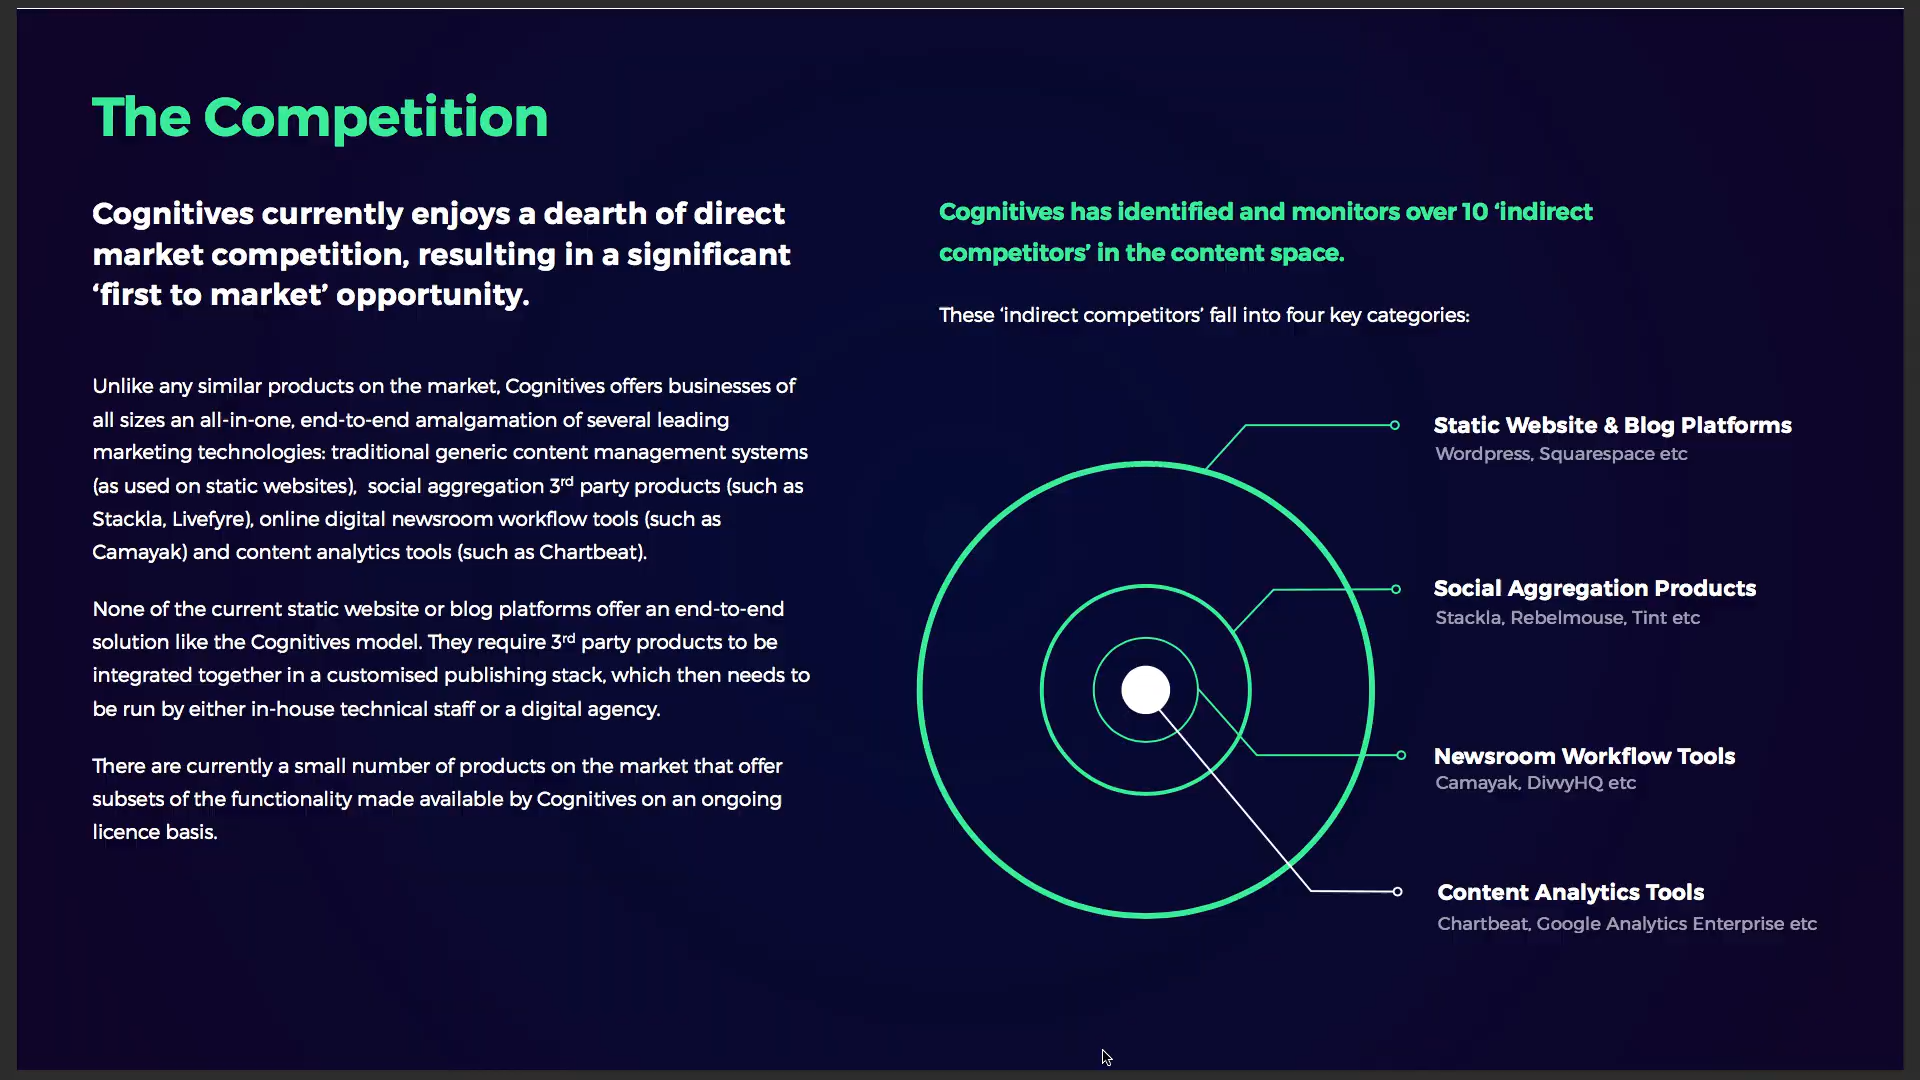 The Competition
Cognitives currently enjoys a dearth of direct
market competition, resulting in a significant
‘first to market’ opportunity.
Unlike any similar products on the market, Cognitives offers businesses of
all sizes an all-in-one, end-to-end amalgamation of several leading
marketing technologies: traditional generic content management systems
(as used on static websites),  social aggregation 3rd party products (such as
Stackla, Livefyre), online digital newsroom workflow tools (such as
Camayak) and content analytics tools (such as Chartbeat).
None of the current static website or blog platforms offer an end-to-end
solution like the Cognitives model. They require 3rd party products to be
integrated together in a customised publishing stack, which then needs to
be run by either in-house technical staff or a digital agency.
There are currently a small number of products on the market that offer
subsets of the functionality made available by Cognitives on an ongoing
licence basis.
Cognitives has identified and monitors over 10 ‘indirect
competitors’ in the content space.
These ‘indirect competitors’ fall into four key categories:
Static Website & Blog Platforms
Wordpress, Squarespace etc
Social Aggregation Products
Stackla, Rebelmouse, Tint etc
Newsroom Workflow Tools
Camayak, DivvyHQ etc
Content Analytics Tools
Chartbeat, Google Analytics Enterprise etc